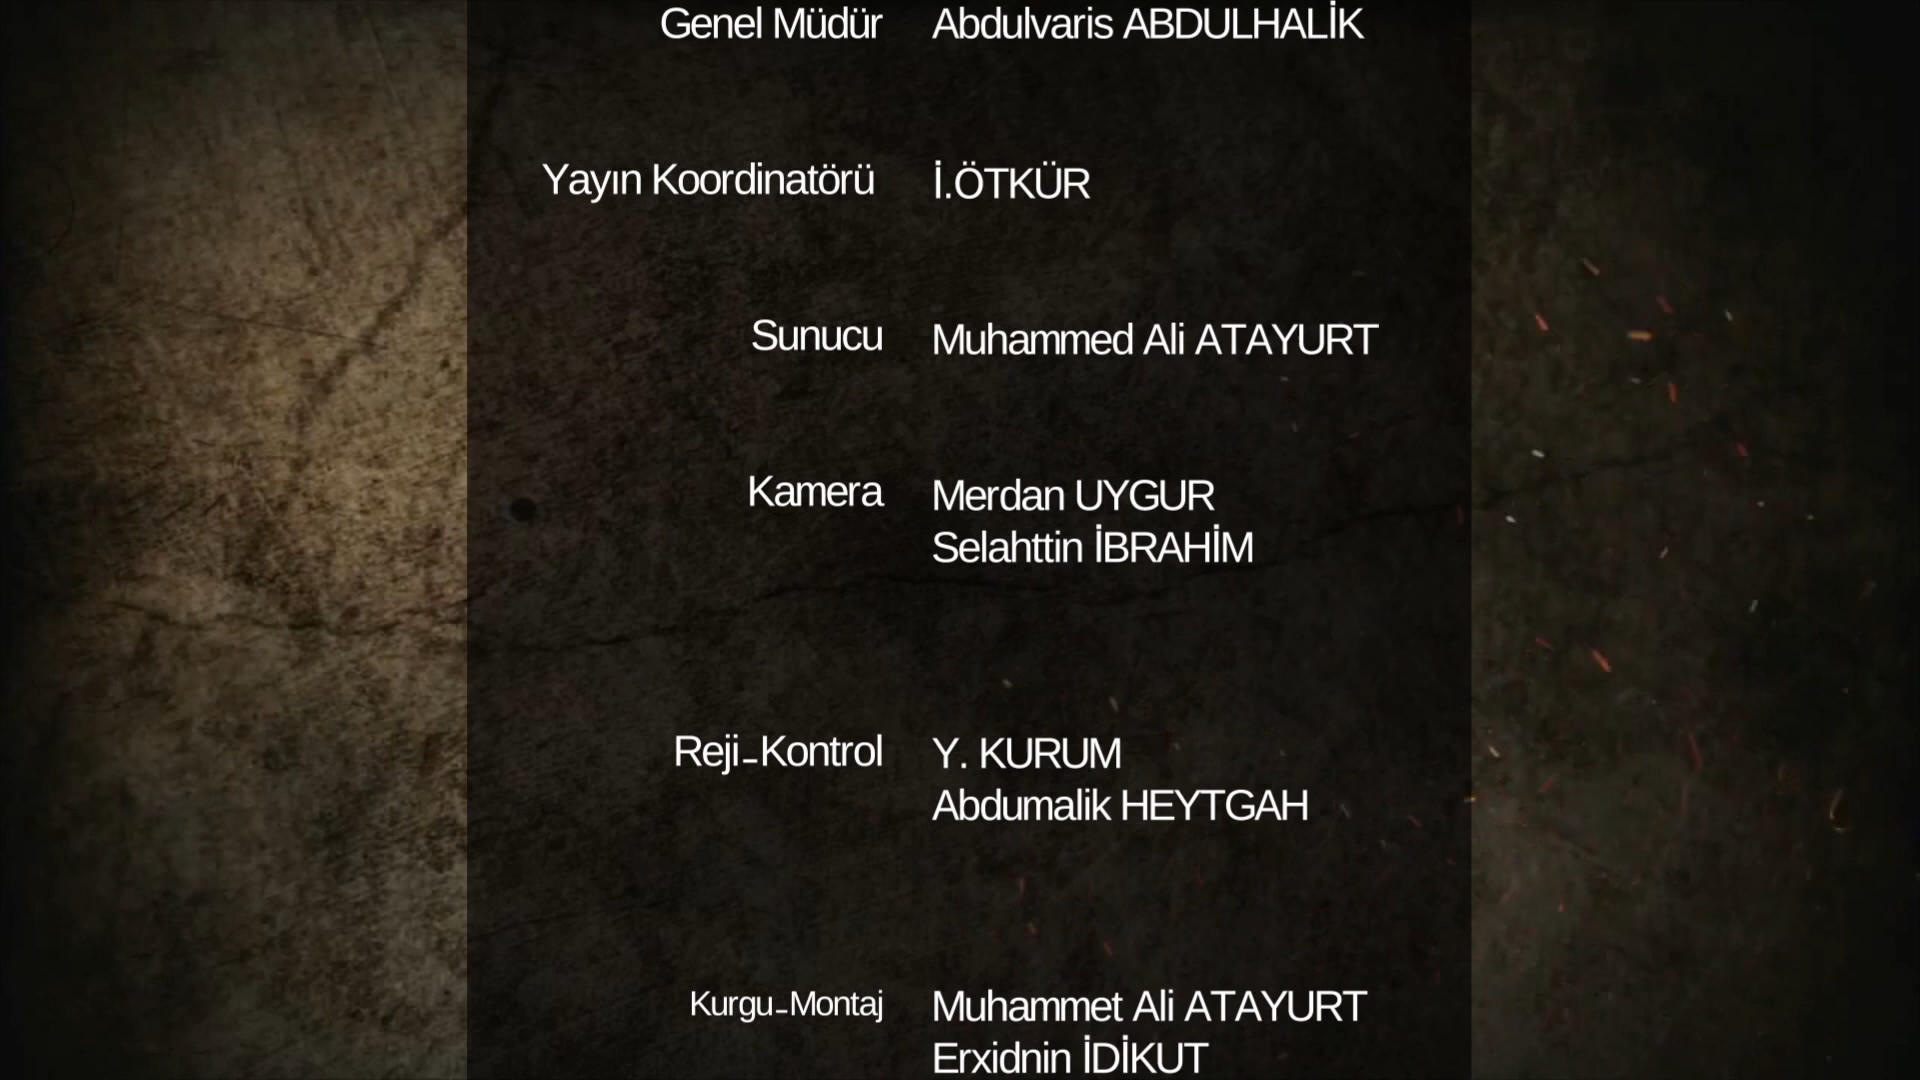 Genel Müdür Abdulvaris ABDULHALİK
Yayın Koordinatörü İ.ÖTKÜR
Sunucu Muhammed Ali ATAYURT
Kamera Merdan UYGUR
Selahttin İBRAHİM
Reji-Kontrol Y. KURUM
Abdumalik HEYTGAH
Kurgu-Montaj Muhammet Ali ATAYURT
Erxidnin İDİKUT